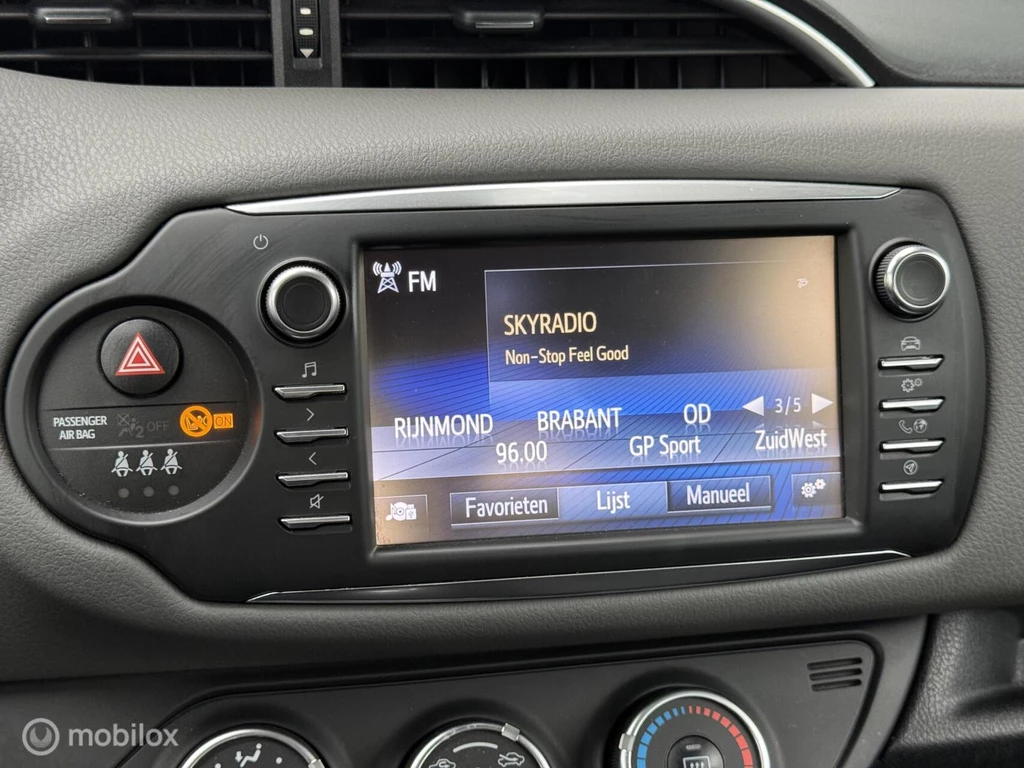 FM
SKYRADIO
Non-Stop Feel Good
RIJNMOND BRABANT OD 3/5
96.00 GP Sport ZuidWest
Favorieten Lijst Manueel
PASSENGER
AIR BAG
2 OFF
ON
mobilox